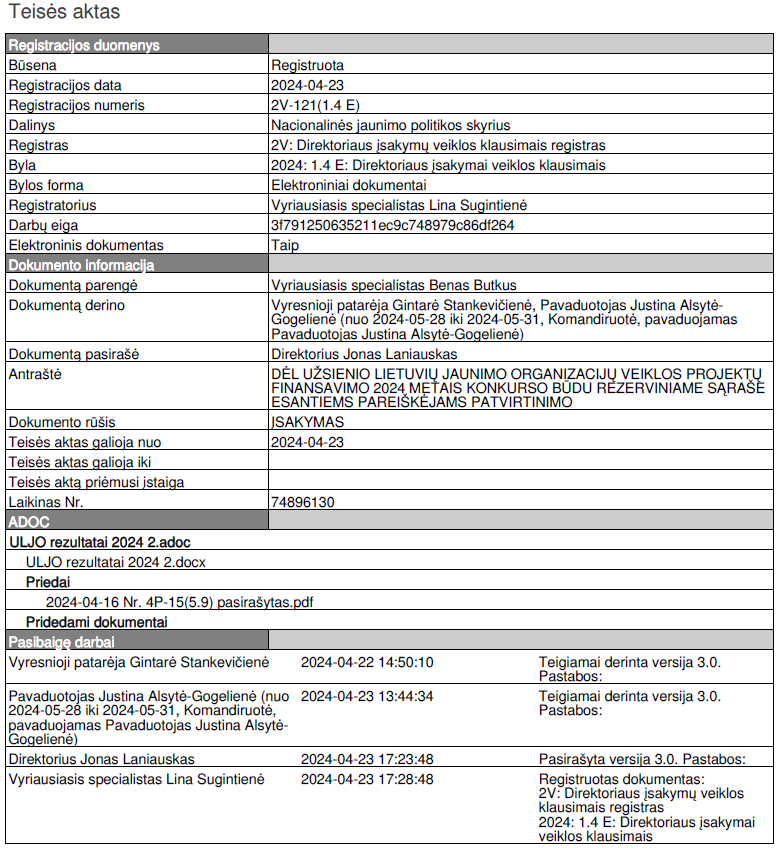 Teisės aktas
Registracijos duomenys
Būsena Registruota
Registracijos data 2024-04-23
Registracijos numeris 2V-121(1.4 E)
Dalinys Nacionalinės jaunimo politikos skyrius
Registras 2V: Direktoriaus įsakymų veiklos klausimais registras
Byla 2024: 1.4 E: Direktoriaus įsakymai veiklos klausimais
Bylos forma Elektroniniai dokumentai
Registratorius Vyriausiasis specialistas Lina Sugintienė
Darbų eiga 3f791250635211ec9c748979c86df264
Elektroninis dokumentas Taip
Dokumento informacija
Dokumentą parengė Vyriausiasis specialistas Benas Butkus
Dokumentą derino Vyresnioji patarėja Gintarė Stankevičienė, Pavaduotojas Justina Alsytė-
Gogelienė (nuo 2024-05-28 iki 2024-05-31, Komandiruotė, pavaduojamas
Pavaduotojas Justina Alsytė-Gogelienė)
Dokumentą pasirašė Direktorius Jonas Laniauskas
Antraštė DĖL UŽSIENIO LIETUVIŲ JAUNIMO ORGANIZACIJŲ VEIKLOS PROJEKTŲ
FINANSAVIMO 2024 METAIS KONKURSO BŪDU REZERVINIAME SĄRAŠE
ESANTIEMS PAREIŠKĖJAMS PATVIRTINIMO
Dokumento rūšis ĮSAKYMAS
Teisės aktas galioja nuo 2024-04-23
Teisės aktas galioja iki
Teisės aktą priėmusi įstaiga
Laikinas Nr. 74896130
ADOC
ULJO rezultatai 2024 2.adoc
ULJO rezultatai 2024 2.docx
Priedai
2024-04-16 Nr. 4P-15(5.9) pasirašytas.pdf
Pridedami dokumentai
Pasibaigę darbai
Vyresnioji patarėja Gintarė Stankevičienė 2024-04-22 14:50:10 Teigiamai derinta versija 3.0.
Pastabos:
Pavaduotojas Justina Alsytė-Gogelienė (nuo 2024-04-23 13:44:34 Teigiamai derinta versija 3.0.
2024-05-28 iki 2024-05-31, Komandiruotė, Pastabos:
pavaduojamas Pavaduotojas Justina Alsytė-
Gogelienė)
Direktorius Jonas Laniauskas 2024-04-23 17:23:48 Pasirašyta versija 3.0. Pastabos:
Vyriausiasis specialistas Lina Sugintienė 2024-04-23 17:28:48 Registruotas dokumentas:
2V: Direktoriaus įsakymų veiklos
klausimais registras
2024: 1.4 E: Direktoriaus įsakymai
veiklos klausimais